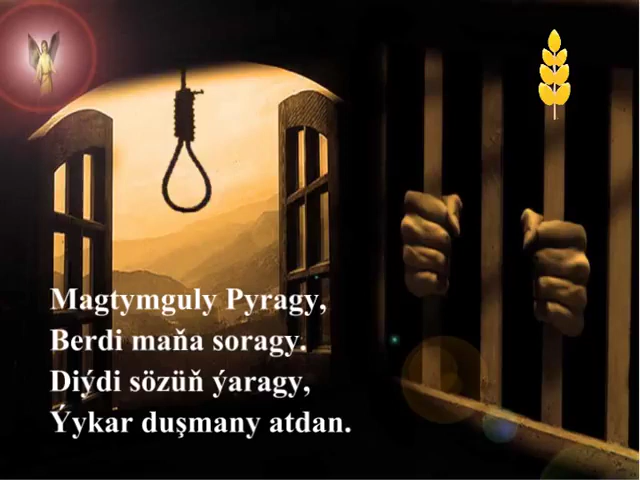 Magtymguly Pyragy,
Berdi maňa soragy.
Diýdi sözüň ýaragy,
Ýykar duşmany atdan.